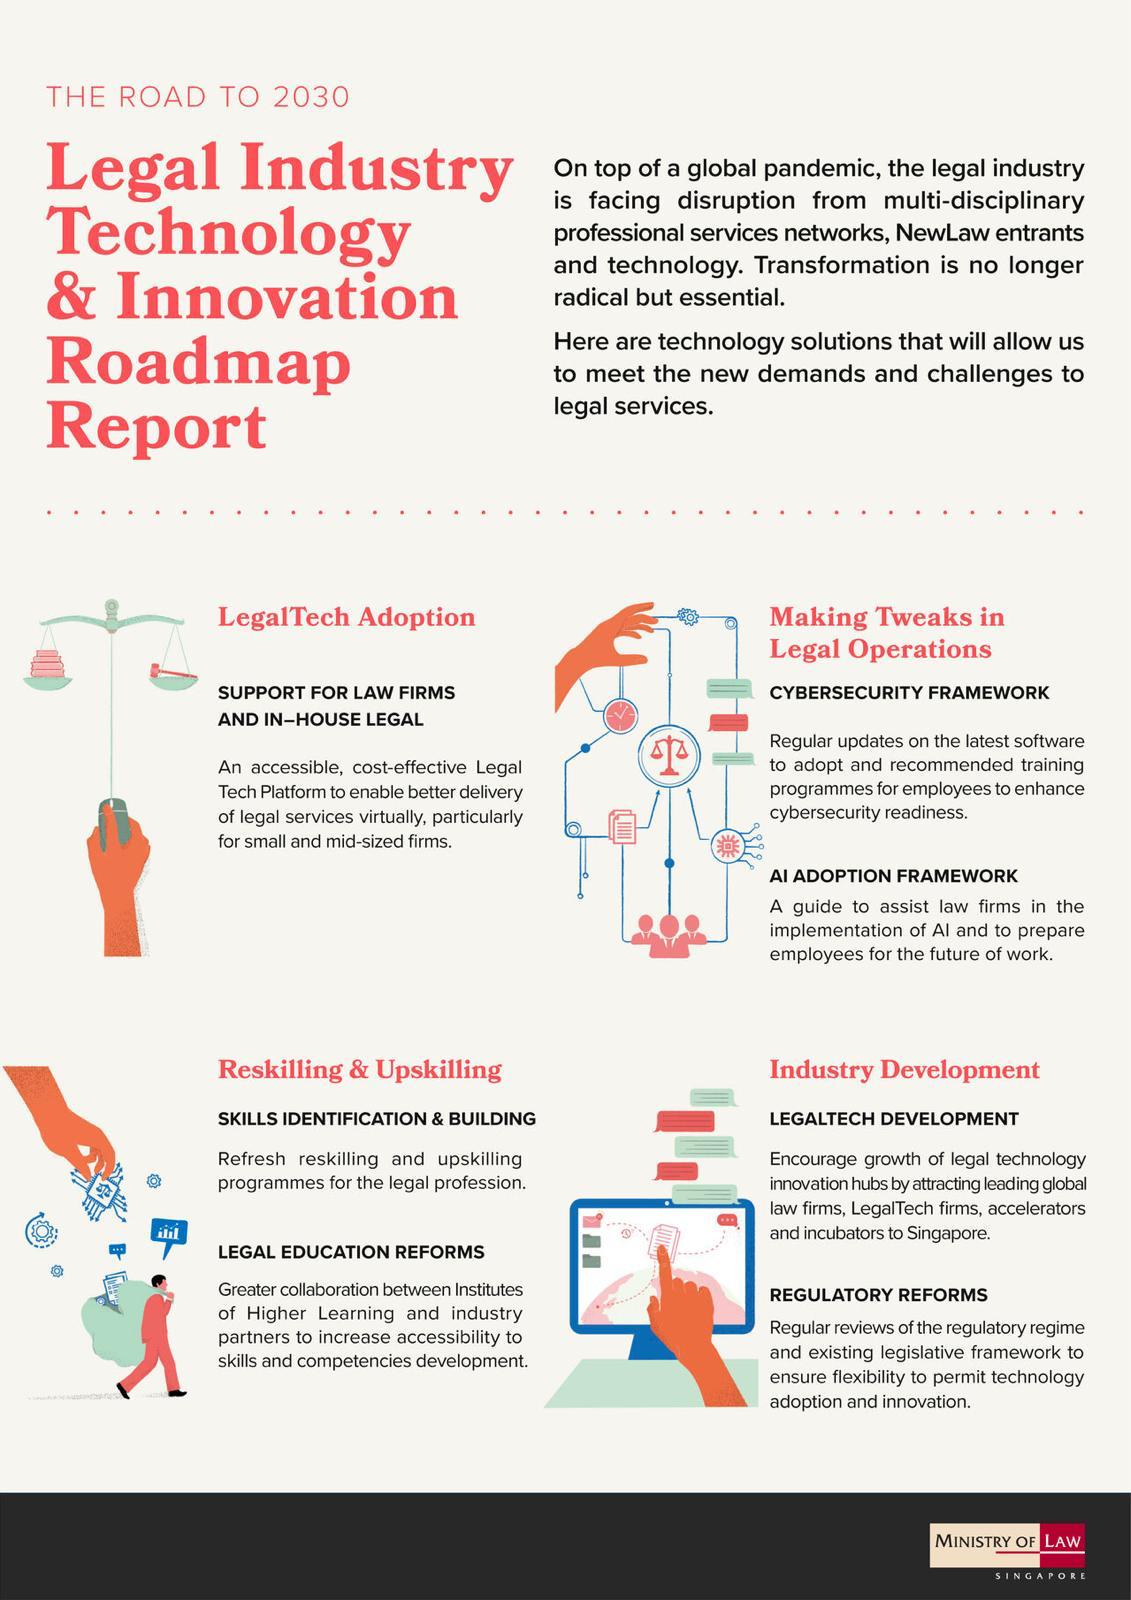 THE ROAD TO 2030
Legal Industry
Technology
& Innovation
Roadmap
Report
On top of a global pandemic, the legal industry
is facing disruption from multi-disciplinary
professional services networks, NewLaw entrants
and technology. Transformation is no longer
radical but essential.
Here are technology solutions that will allow us
to meet the new demands and challenges to
legal services.
LegalTech Adoption
SUPPORT FOR LAW FIRMS
AND IN–HOUSE LEGAL
An accessible, cost-effective Legal
Tech Platform to enable better delivery
of legal services virtually, particularly
for small and mid-sized firms.
Making Tweaks in
Legal Operations
CYBERSECURITY FRAMEWORK
Regular updates on the latest software
to adopt and recommended training
programmes for employees to enhance
cybersecurity readiness.
AI ADOPTION FRAMEWORK
A guide to assist law firms in the
implementation of AI and to prepare
employees for the future of work.
Reskilling & Upskilling
SKILLS IDENTIFICATION & BUILDING
Refresh reskilling and upskilling
programmes for the legal profession.
LEGAL EDUCATION REFORMS
Greater collaboration between Institutes
of Higher Learning and industry
partners to increase accessibility to
skills and competencies development.
Industry Development
LEGALTECH DEVELOPMENT
Encourage growth of legal technology
innovation hubs by attracting leading global
law firms, LegalTech firms, accelerators
and incubators to Singapore.
REGULATORY REFORMS
Regular reviews of the regulatory regime
and existing legislative framework to
ensure flexibility to permit technology
adoption and innovation.
MINISTRY OF LAW
SINGAPORE